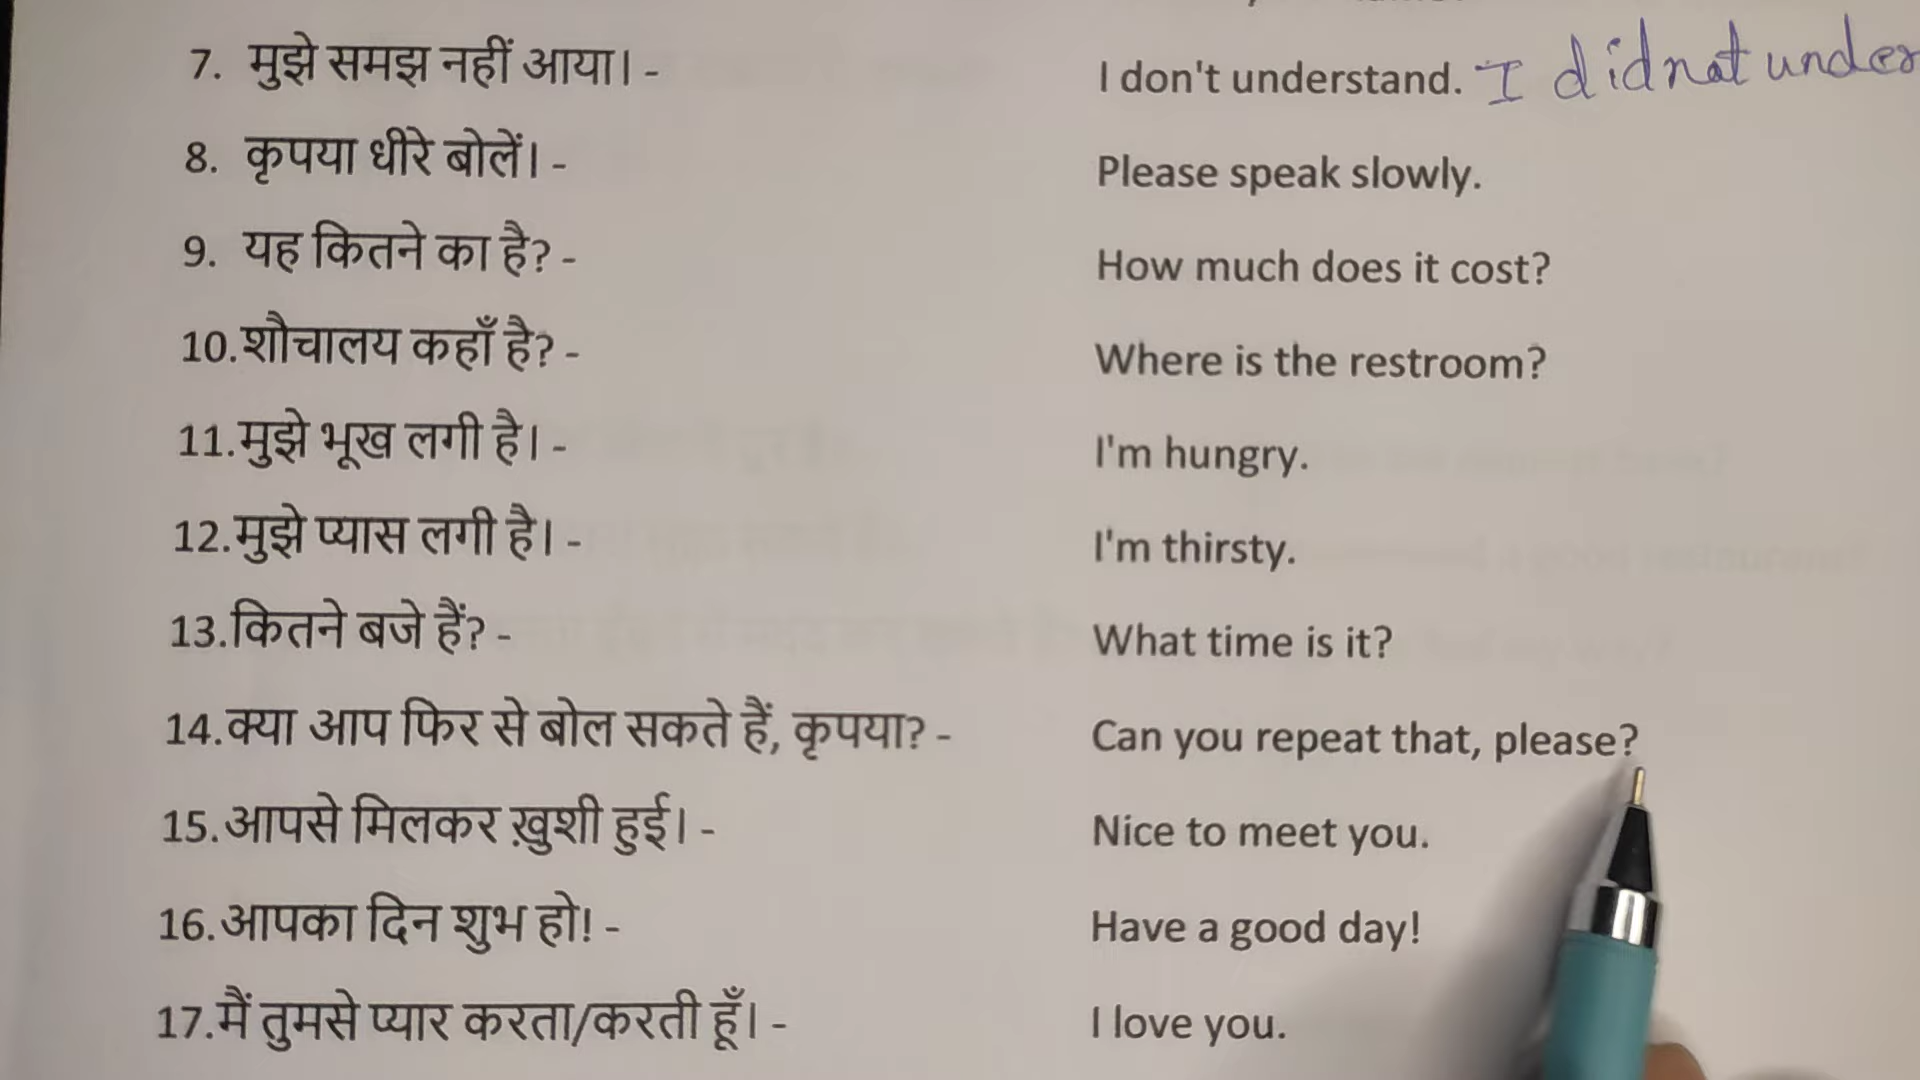 7. मुझे समझ नहीं आया। - I don't understand. I did not under
8. कृपया धीरे बोलें। - Please speak slowly.
9. यह कितने का है? - How much does it cost?
10. शौचालय कहाँ है? - Where is the restroom?
11. मुझे भूख लगी है। - I'm hungry.
12. मुझे प्यास लगी है। - I'm thirsty.
13. कितने बजे हैं? - What time is it?
14. क्या आप फिर से बोल सकते हैं, कृपया? - Can you repeat that, please?
15. आपसे मिलकर ख़ुशी हुई। - Nice to meet you.
16. आपका दिन शुभ हो! - Have a good day!
17. मैं तुमसे प्यार करता/करती हूँ। - I love you.